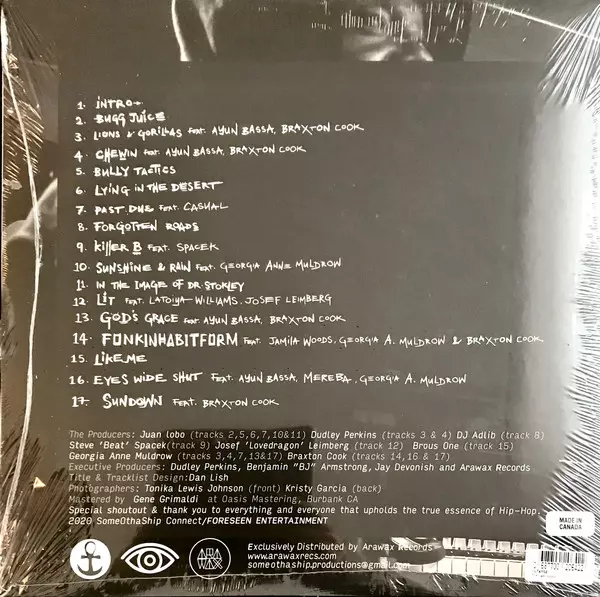 1. INTRO
2. BUGG JUICE
3. LIONS & GORILLAS FEAT. AYUN BASSA, BRAXTON COOK
4. CHEWIN FEAT. AYUN BASSA, BRAXTON COOK
5. BULLY TACTICS
6. LYING IN THE DESERT
7. PAST DUE FEAT. CASUAL
8. FORGOTTEN ROADS
9. KILLER B FEAT. SPACEK
10. SUNSHINE & RAIN FEAT. GEORGIA ANNE MULDROW
11. IN THE IMAGE OF DR. STOKLEY
12. LIT FEAT. LATOIYA WILLIAMS, JOSEF LEIMBERG
13. GOD'S GRACE FEAT. AYUN BASSA, BRAXTON COOK
14. FONKINHABITFORM FEAT. JAMILA WOODS, GEORGIA A. MULDROW & BRAXTON COOK
15. LIKE ME
16. EYES WIDE SHUT FEAT. AYUN BASSA, MEREBA, GEORGIA A. MULDROW
17. SUNDOWN FEAT. BRAXTON COOK
The Producers: Juan lobo (tracks 2,5,6,7,10&11) Dudley Perkins (tracks 3 & 4) DJ Adlib (track 8)
Steve 'Beat' Spacek(track 9) Josef 'Lovedragon' Leimberg (track 12) Brous One (track 15)
Georgia Anne Muldrow (tracks 3,4,7,13&17) Braxton Cook (tracks 14,16 & 17)
Executive Producers: Dudley Perkins, Benjamin "BJ" Armstrong, Jay Devonish and Arawax Records
Title & Tracklist Design:Dan Lish
Photographers: Tonika Lewis Johnson (front) Kristy Garcia (back)
Mastered by Gene Grimaldi at Oasis Mastering, Burbank CA
Special shoutout & thank you to everything and everyone that upholds the true essence of Hip-Hop.
2020 SomeOthaShip Connect/FORESEEN ENTERTAINMENT
Exclusively Distributed by Arawax Records
www.arawaxrecs.com
someothaship.productions@gmail.com
MADE IN
CANADA